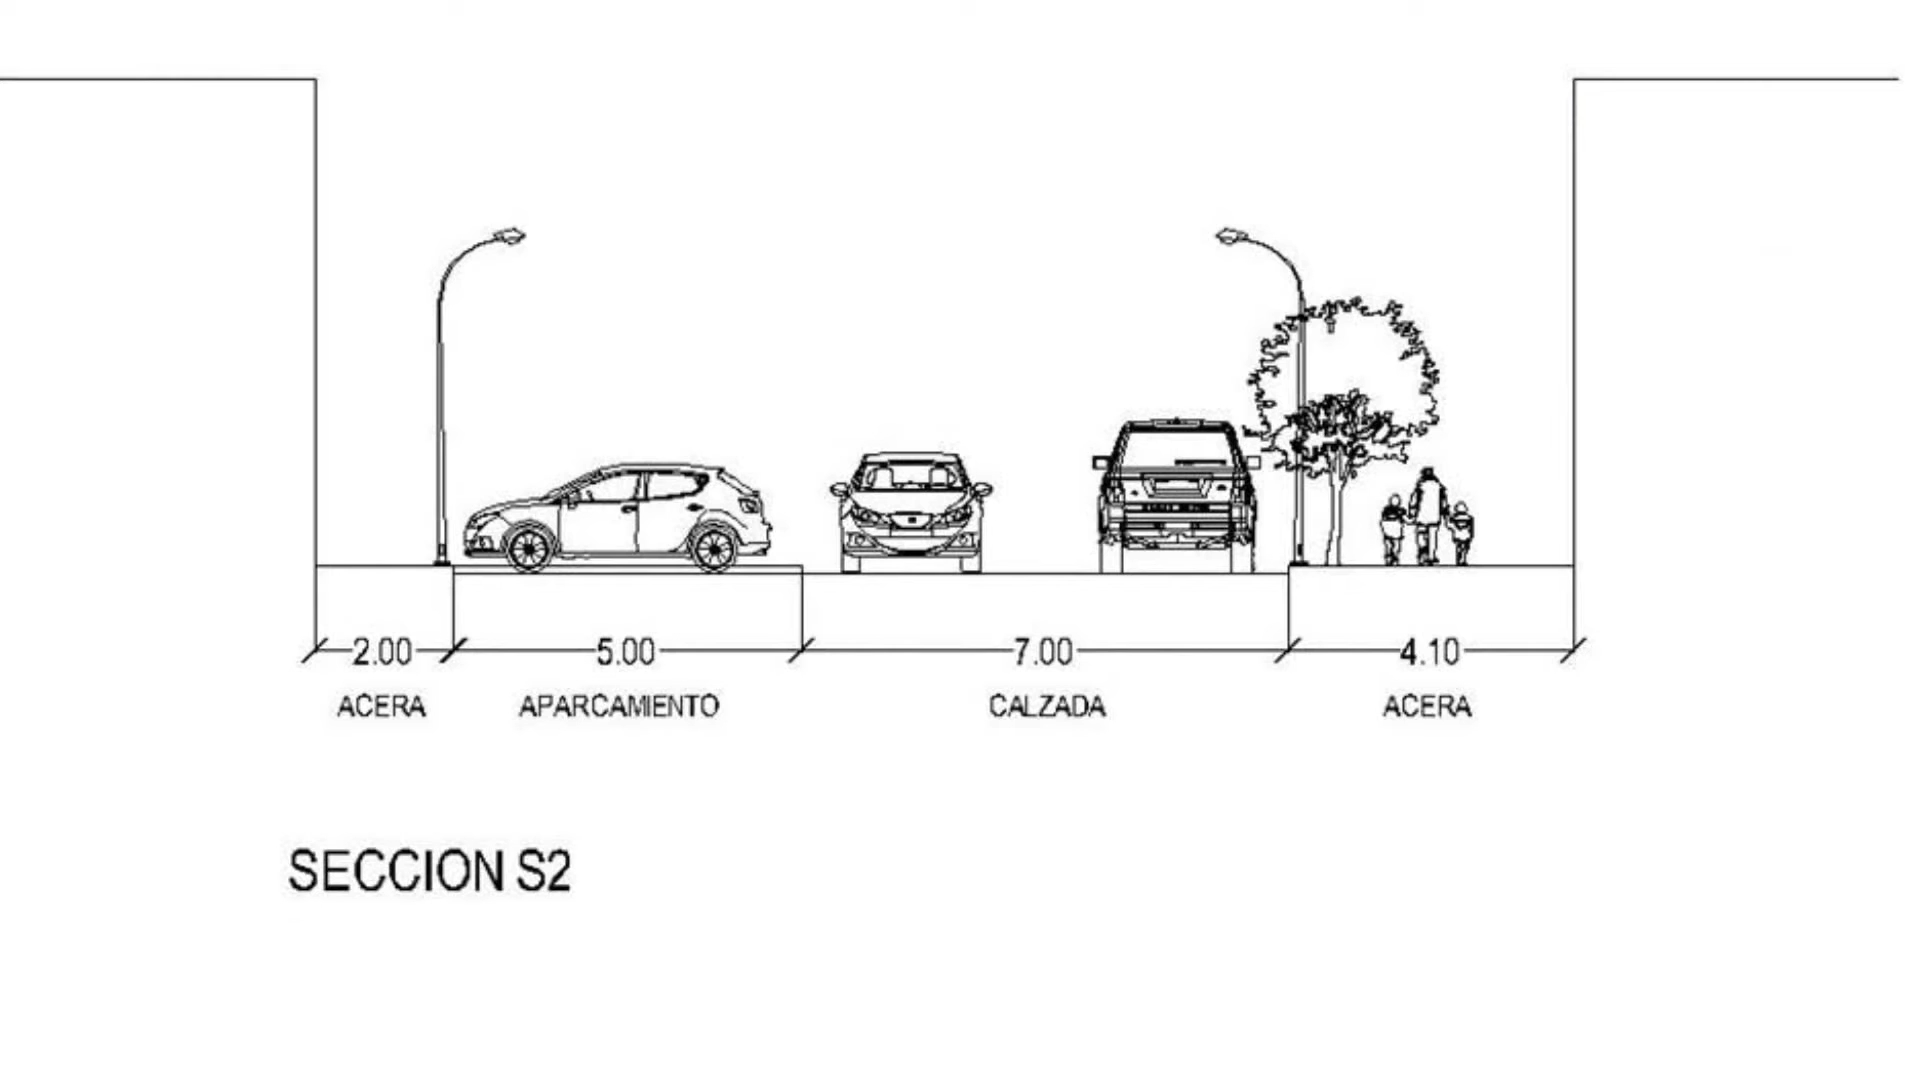 2.00 5.00 7.00 4.10
ACERA APARCAMIENTO CALZADA ACERA
SECCION S2